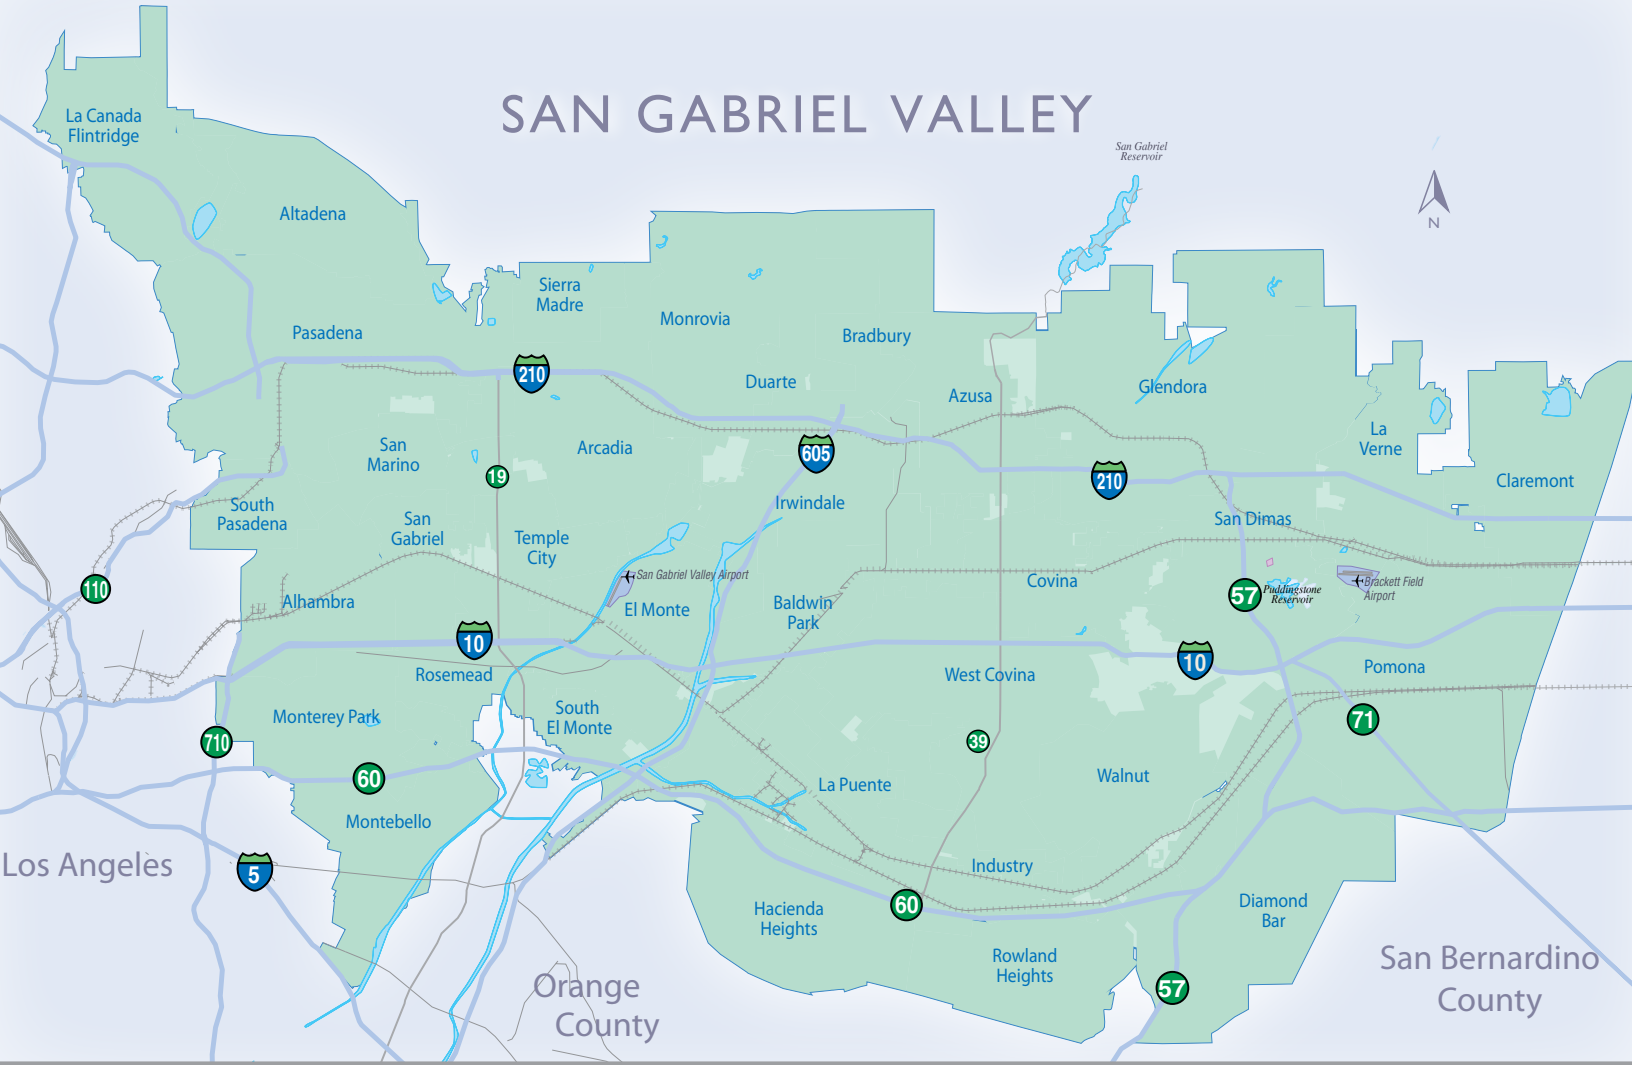 SAN GABRIEL VALLEY
La Canada
Flintridge
San Gabriel
Reservoir
N
Altadena
Sierra
Madre
Monrovia
Pasadena
Bradbury
210
Duarte
Azusa
Glendora
San
Marino
Arcadia
605
La
Verne
19
210
Claremont
South
Pasadena
San
Gabriel
Temple
City
Irwindale
San Dimas
110
San Gabriel Valley Airport
Covina
57
Puddingstone
Reservoir
Brackett Field
Airport
Alhambra
El Monte
Baldwin
Park
10
10
Rosemead
West Covina
Pomona
Monterey Park
South
El Monte
710
39
71
60
La Puente
Walnut
Montebello
Los Angeles
5
Industry
60
Hacienda
Heights
Diamond
Bar
Rowland
Heights
57
Orange
County
San Bernardino
County